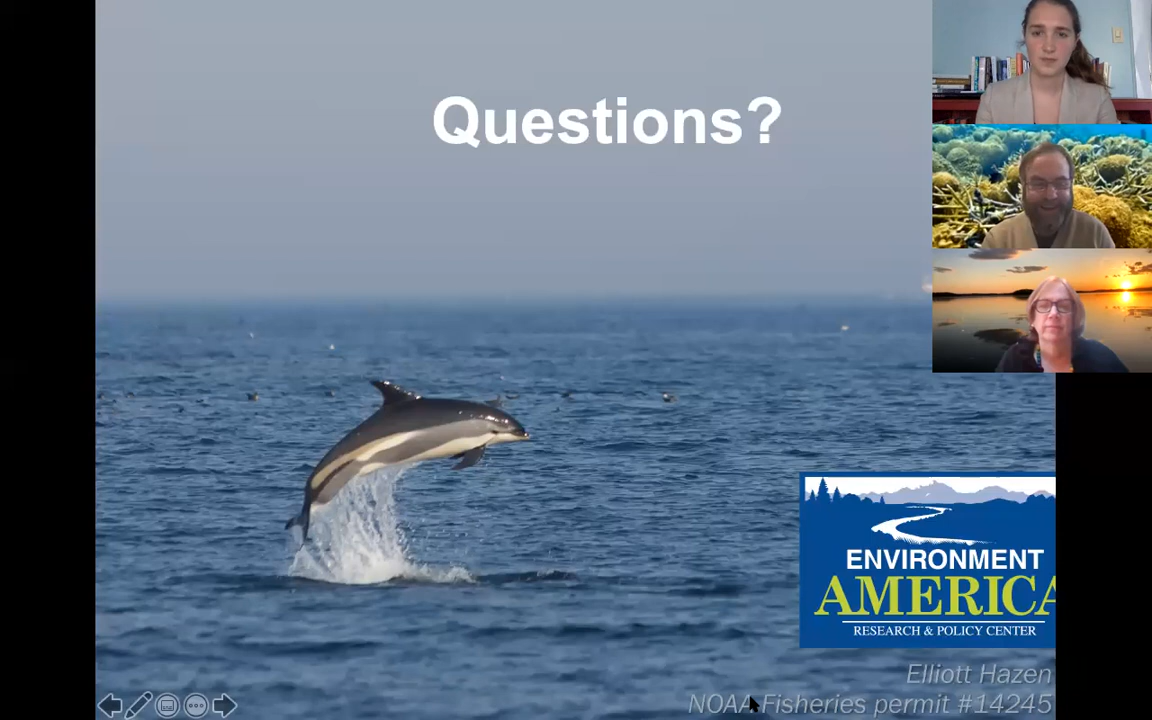 Questions?
ENVIRONMENT
AMERICA
RESEARCH & POLICY CENTER
Elliott Hazen
NOAA Fisheries permit #14245